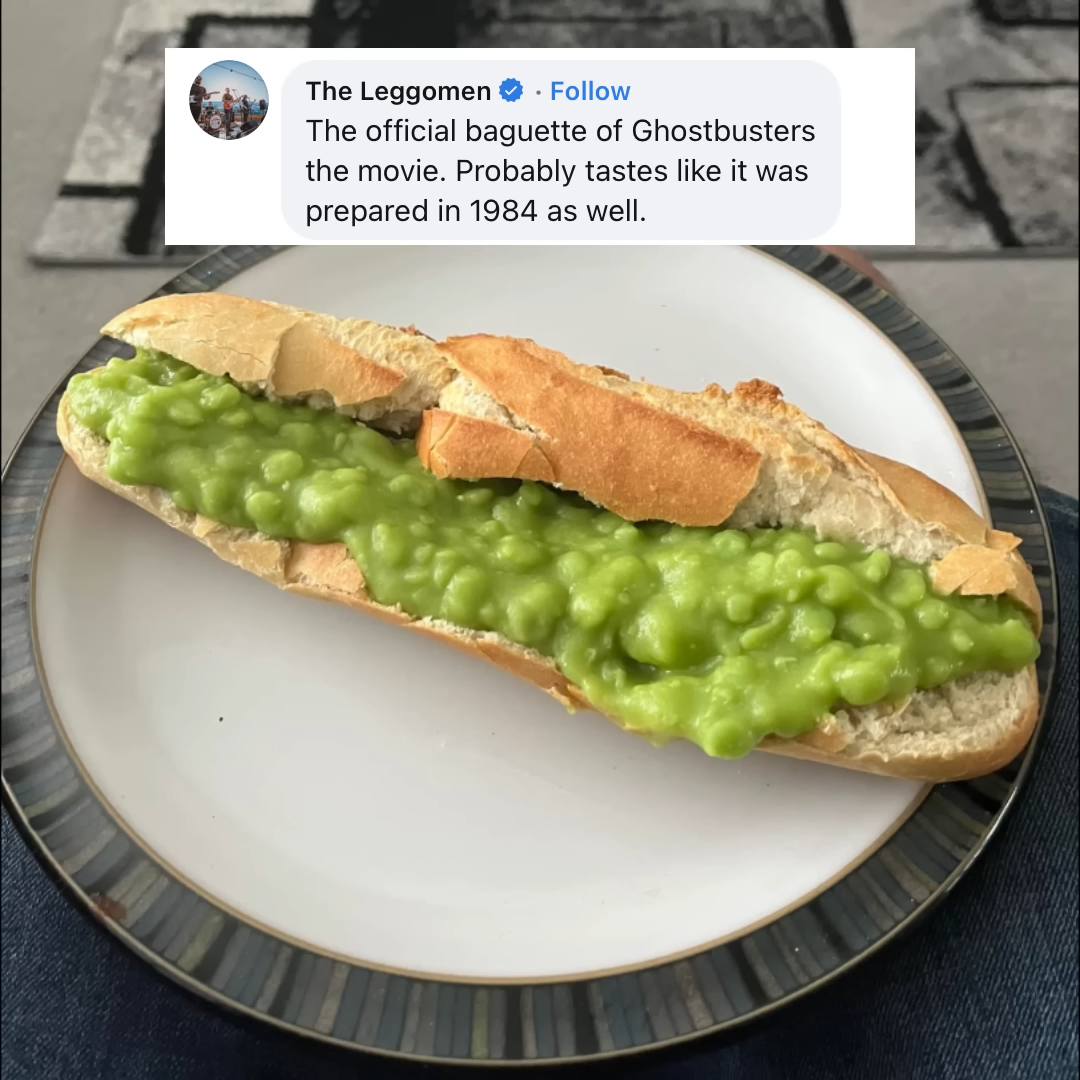 The Leggomen · Follow
The official baguette of Ghostbusters
the movie. Probably tastes like it was
prepared in 1984 as well.